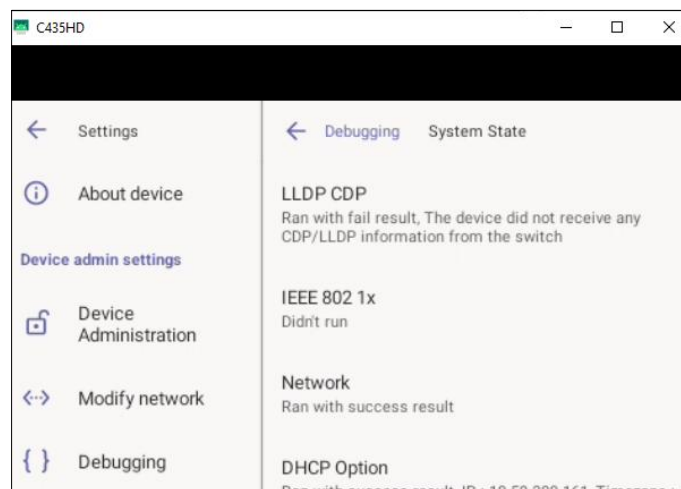 C435HD
Settings
About device
Device admin settings
Device
Administration
Modify network
Debugging
Debugging System State
LLDP CDP
Ran with fail result, The device did not receive any
CDP/LLDP information from the switch
IEEE 802 1x
Didn't run
Network
Ran with success result
DHCP Option